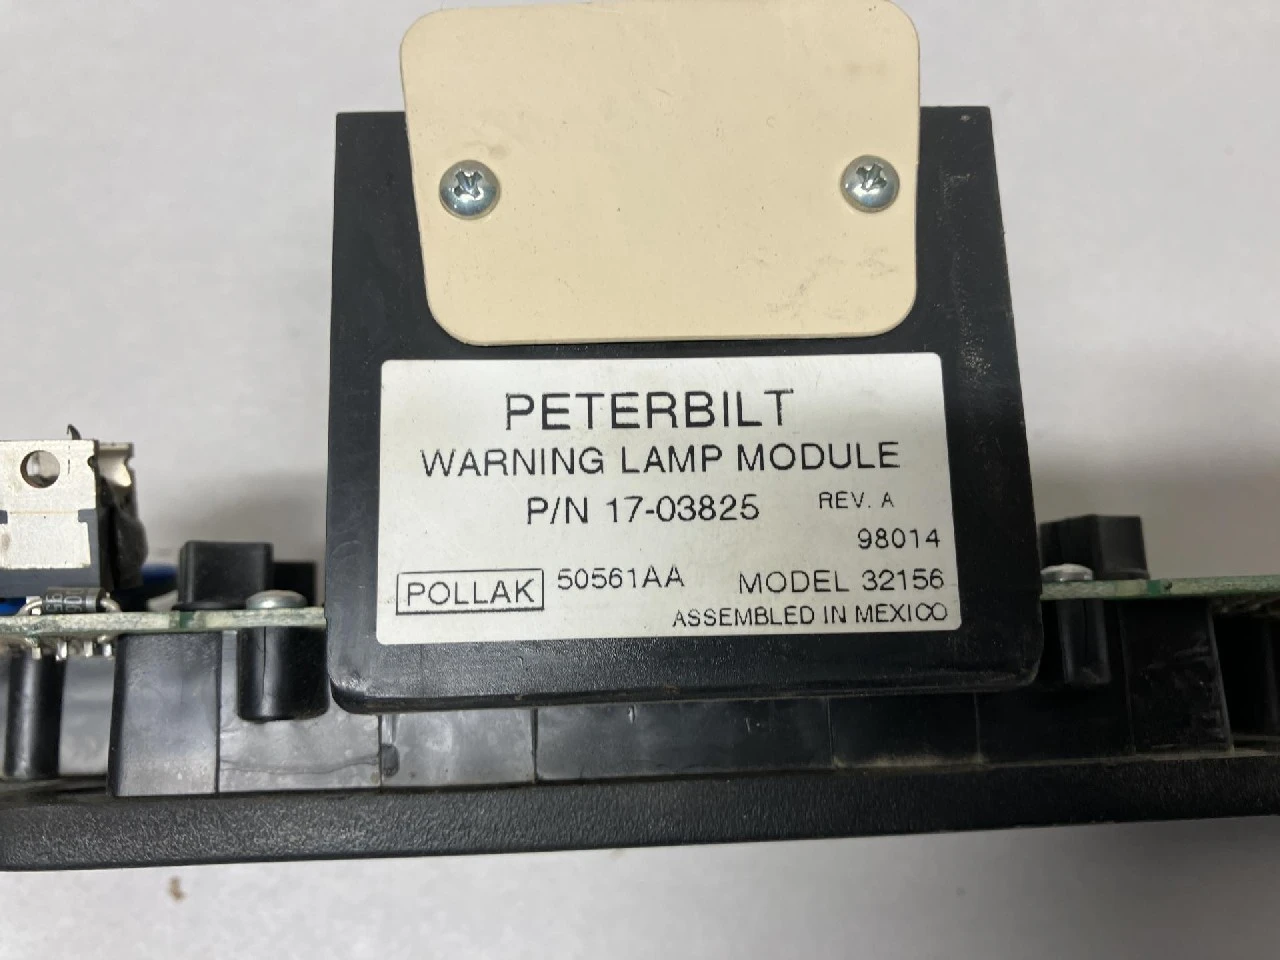 PETERBILT
WARNING LAMP MODULE
P/N 17-03825 REV. A
98014
POLLAK 50561AA MODEL 32156
ASSEMBLED IN MEXICO